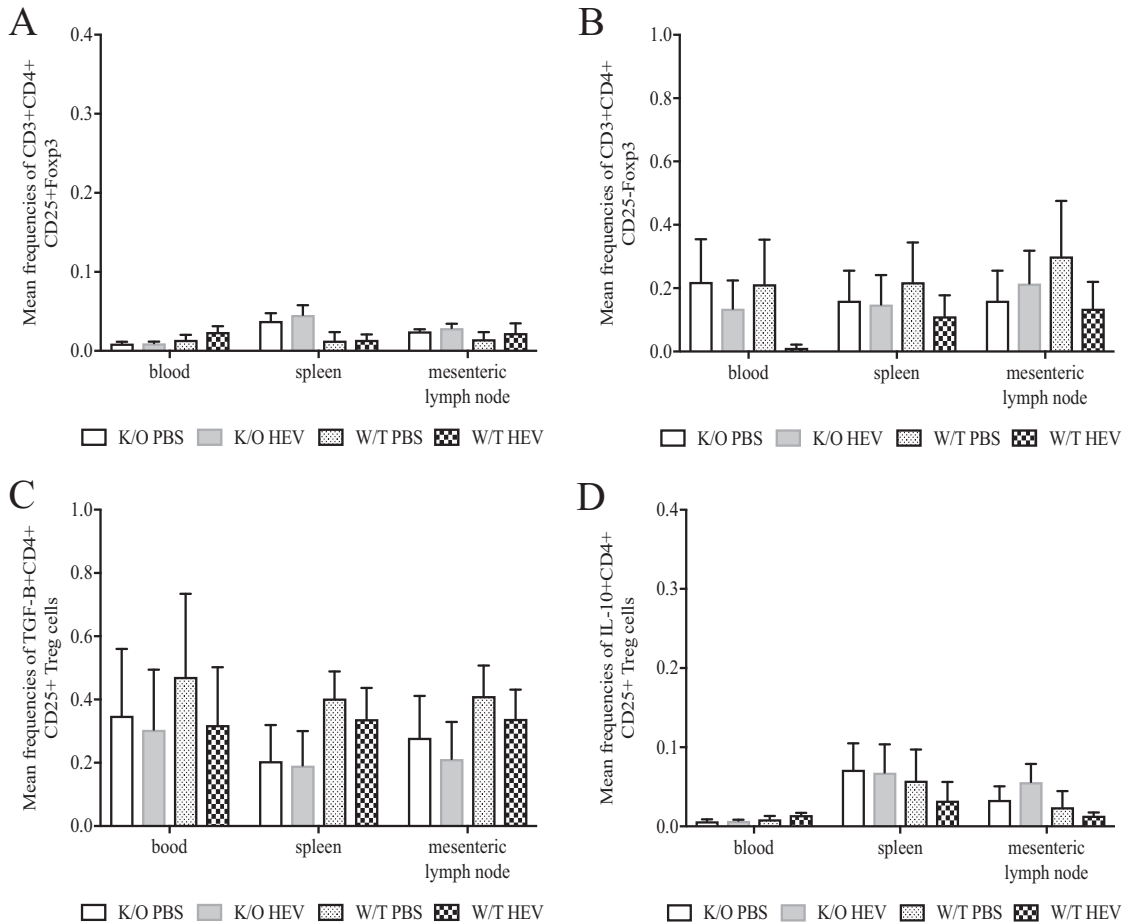 A
Mean frequencies of CD3+CD4+
CD25+Foxp3
0.4
0.3
0.2
0.1
0.0
blood
spleen
mesenteric
lymph node
K/O PBS
K/O HEV
W/T PBS
W/T HEV
B
Mean frequencies of CD3+CD4+
CD25-Foxp3
1.0
0.8
0.6
0.4
0.2
0.0
blood
spleen
mesenteric
lymph node
K/O PBS
K/O HEV
W/T PBS
W/T HEV
C
Mean frequencies of TGF-B+CD4+
CD25+ Treg cells
1.0
0.8
0.6
0.4
0.2
0.0
bood
spleen
mesenteric
lymph node
K/O PBS
K/O HEV
W/T PBS
W/T HEV
D
Mean frequencies of IL-10+CD4+
CD25+ Treg cells
0.4
0.3
0.2
0.1
0.0
blood
spleen
mesenteric
lymph node
K/O PBS
K/O HEV
W/T PBS
W/T HEV